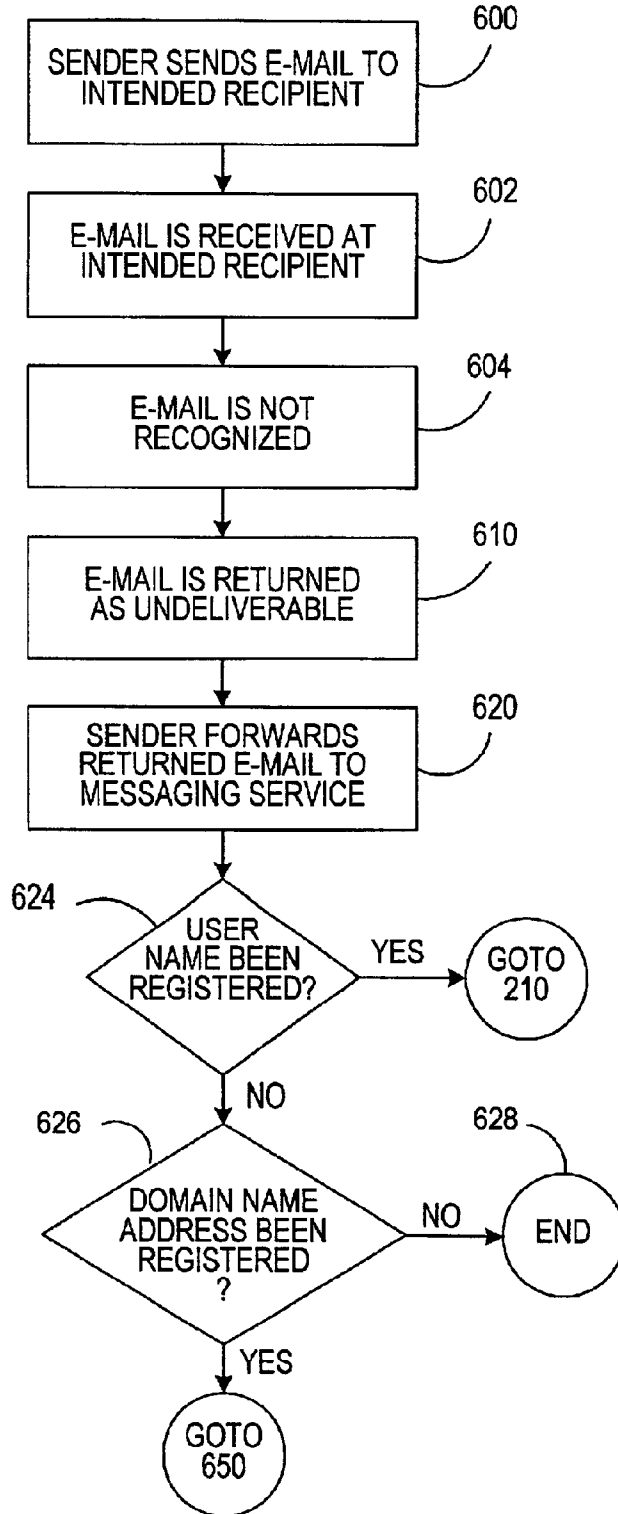 600
SENDER SENDS E-MAIL TO
INTENDED RECIPIENT
602
E-MAIL IS RECEIVED AT
INTENDED RECIPIENT
604
E-MAIL IS NOT
RECOGNIZED
610
E-MAIL IS RETURNED
AS UNDELIVERABLE
620
SENDER FORWARDS
RETURNED E-MAIL TO
MESSAGING SERVICE
624
USER
NAME BEEN
REGISTERED?
YES
GOTO
210
NO
626
DOMAIN NAME
ADDRESS BEEN
REGISTERED
?
NO
628
END
YES
GOTO
650